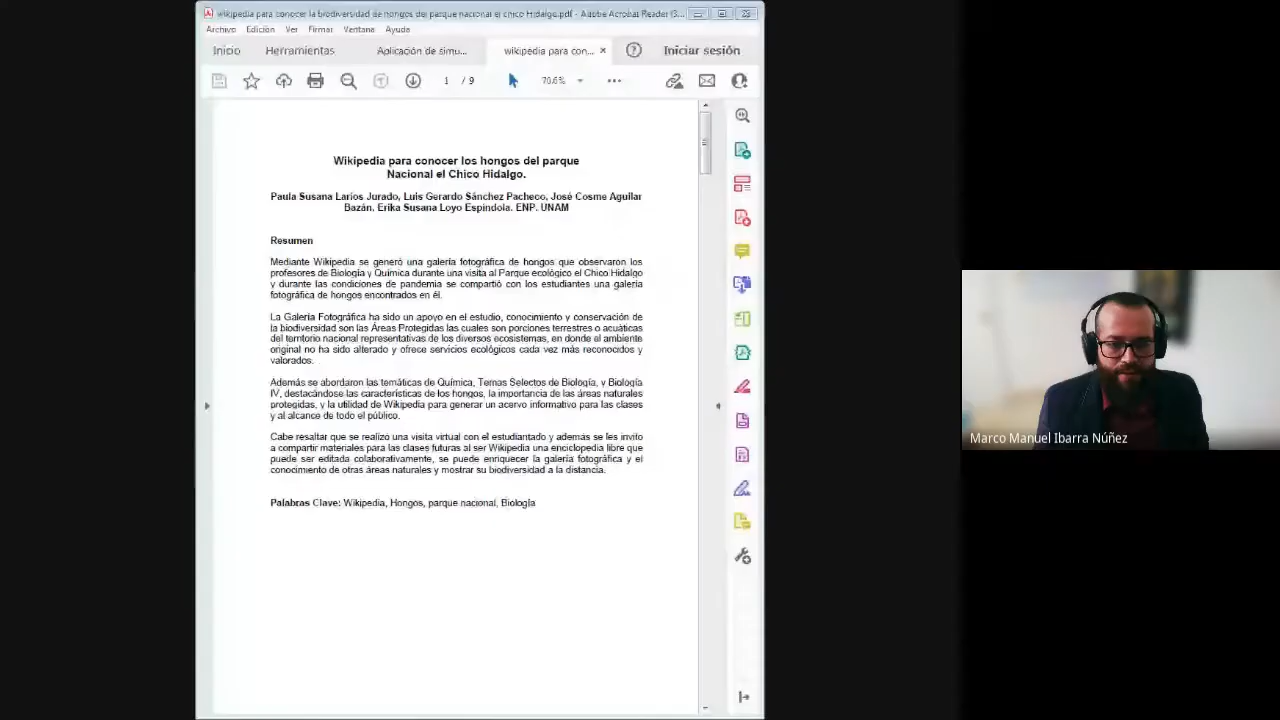 wikipedia para conocer la biodiversidad de hongos del parque nacional el chico Hidalgo.pdf - Adobe Acrobat Reader (3...
Archivo Edición Ver Firmar Ventana Ayuda
Inicio Herramientas Aplicación de simu... wikipedia para con... × ? Iniciar sesión
1 / 9 70.6% ...
Wikipedia para conocer los hongos del parque
Nacional el Chico Hidalgo.
Paula Susana Larios Jurado, Luis Gerardo Sánchez Pacheco, José Cosme Aguilar
Bazán. Erika Susana Loyo Espíndola. ENP. UNAM
Resumen
Mediante Wikipedia se generó una galería fotográfica de hongos que observaron los
profesores de Biología y Química durante una visita al Parque ecológico el Chico Hidalgo
y durante las condiciones de pandemia se compartió con los estudiantes una galería
fotográfica de hongos encontrados en él.
La Galería Fotográfica ha sido un apoyo en el estudio, conocimiento y conservación de
la biodiversidad son las Áreas Protegidas las cuales son porciones terrestres o acuáticas
del territorio nacional representativas de los diversos ecosistemas, en donde el ambiente
original no ha sido alterado y ofrece servicios ecológicos cada vez más reconocidos y
valorados.
Además se abordaron las temáticas de Química, Temas Selectos de Biología, y Biología
IV, destacándose las características de los hongos, la importancia de las áreas naturales
protegidas, y la utilidad de Wikipedia para generar un acervo informativo para las clases
y al alcance de todo el público.
Cabe resaltar que se realizó una visita virtual con el estudiantado y además se les invito
a compartir materiales para las clases futuras al ser Wikipedia una enciclopedia libre que
puede ser editada colaborativamente, se puede enriquecer la galería fotográfica y el
conocimiento de otras áreas naturales y mostrar su biodiversidad a la distancia.
Palabras Clave: Wikipedia, Hongos, parque nacional, Biología
Marco Manuel Ibarra Núñez